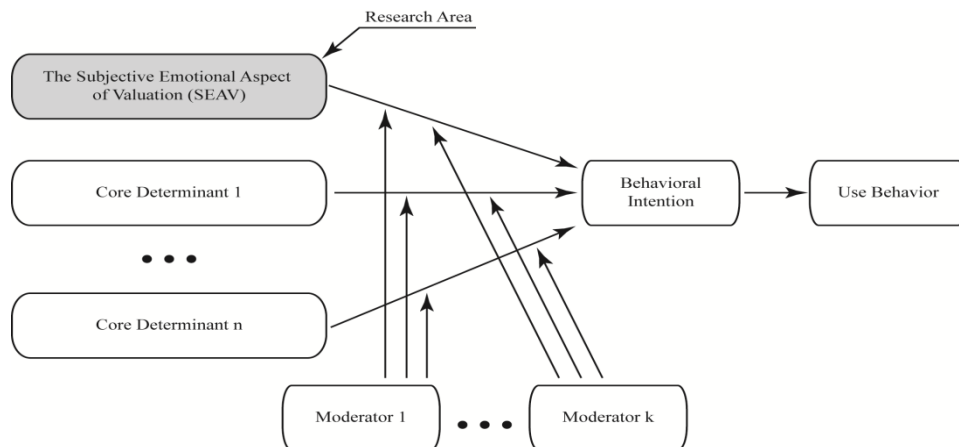 Research Area
The Subjective Emotional Aspect
of Valuation (SEAV)
Core Determinant 1
Behavioral
Intention
Use Behavior
Core Determinant n
Moderator 1
Moderator k